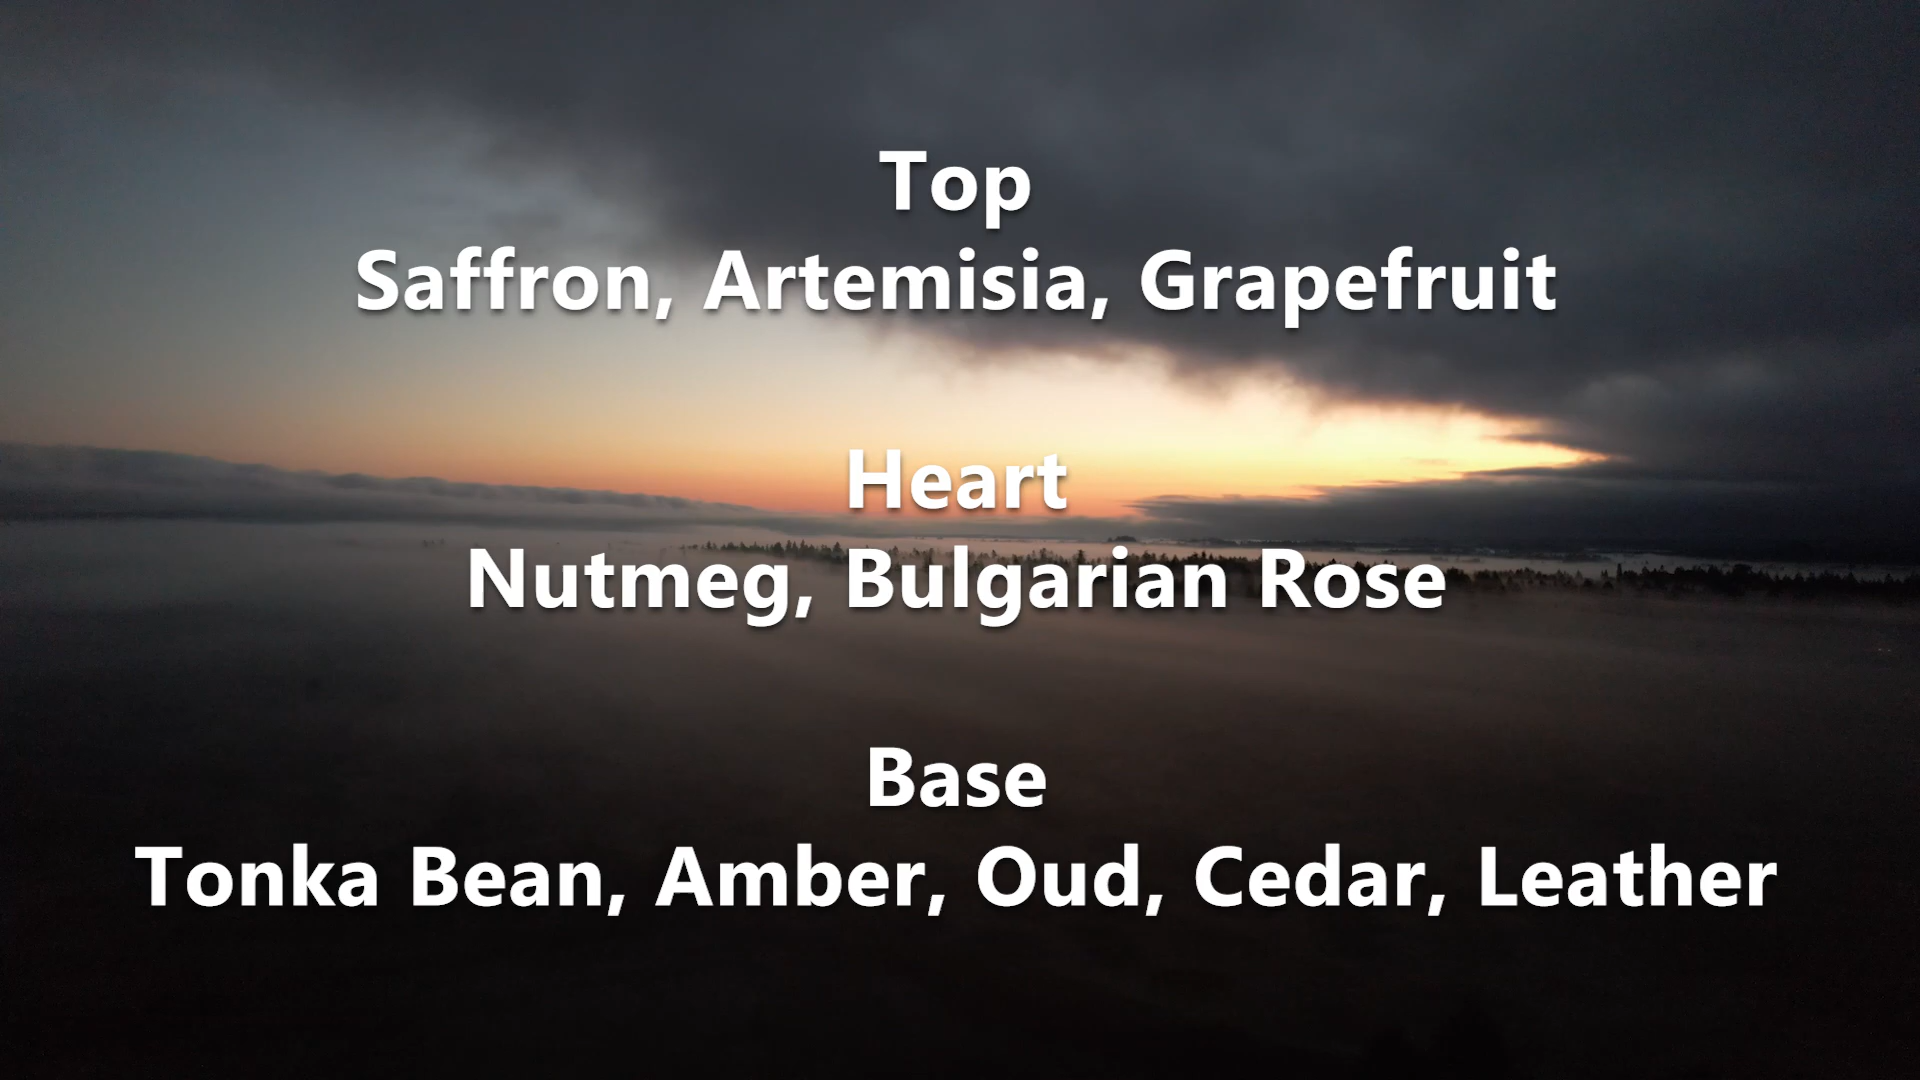 Top
Saffron, Artemisia, Grapefruit
Heart
Nutmeg, Bulgarian Rose
Base
Tonka Bean, Amber, Oud, Cedar, Leather